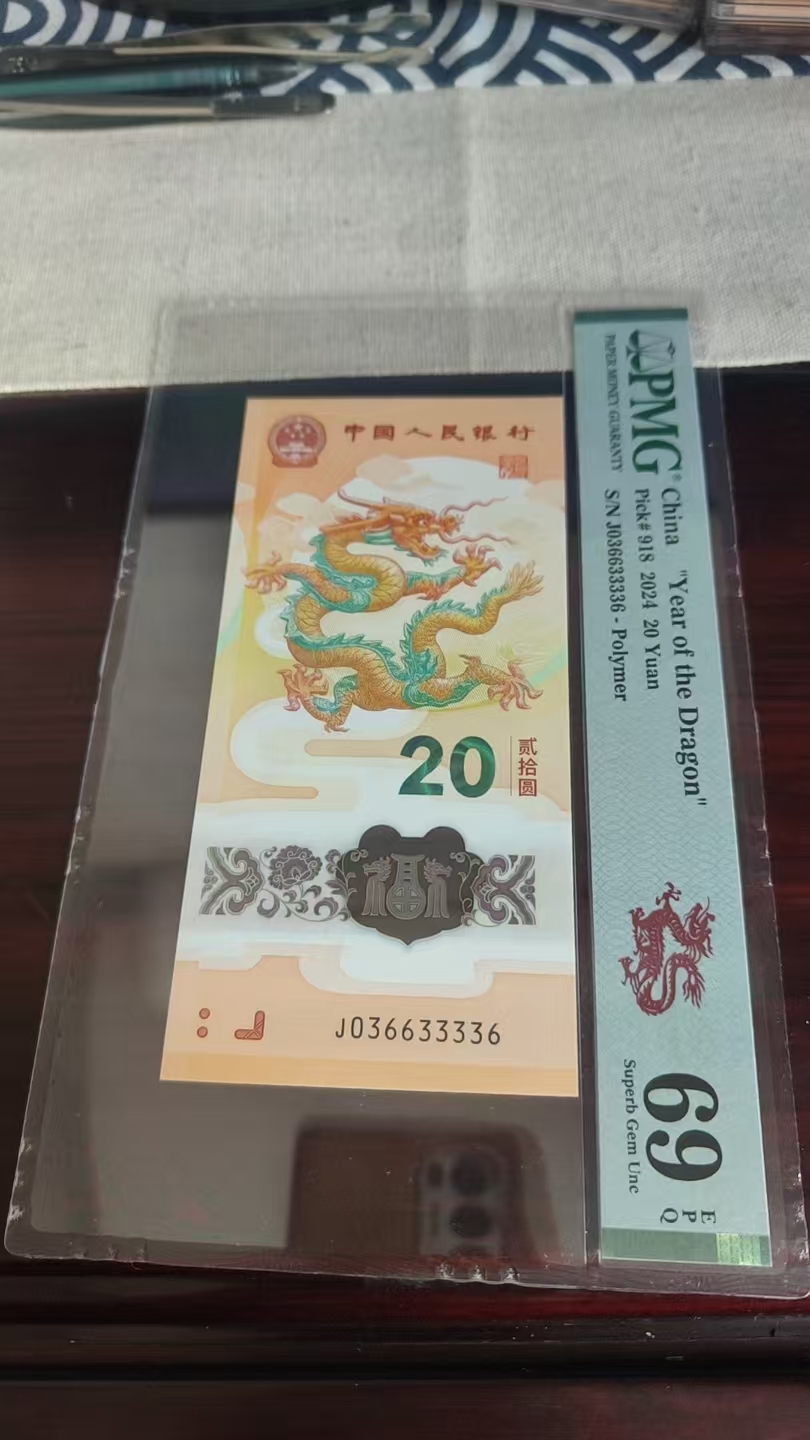 中国人民银行
20
贰拾圆
J036633336
PMG®
PAPER MONEY GUARANTY
China "Year of the Dragon"
Pick# 918 2024 20 Yuan
S/N J036633336 - Polymer
69
EPQ
Superb Gem Unc